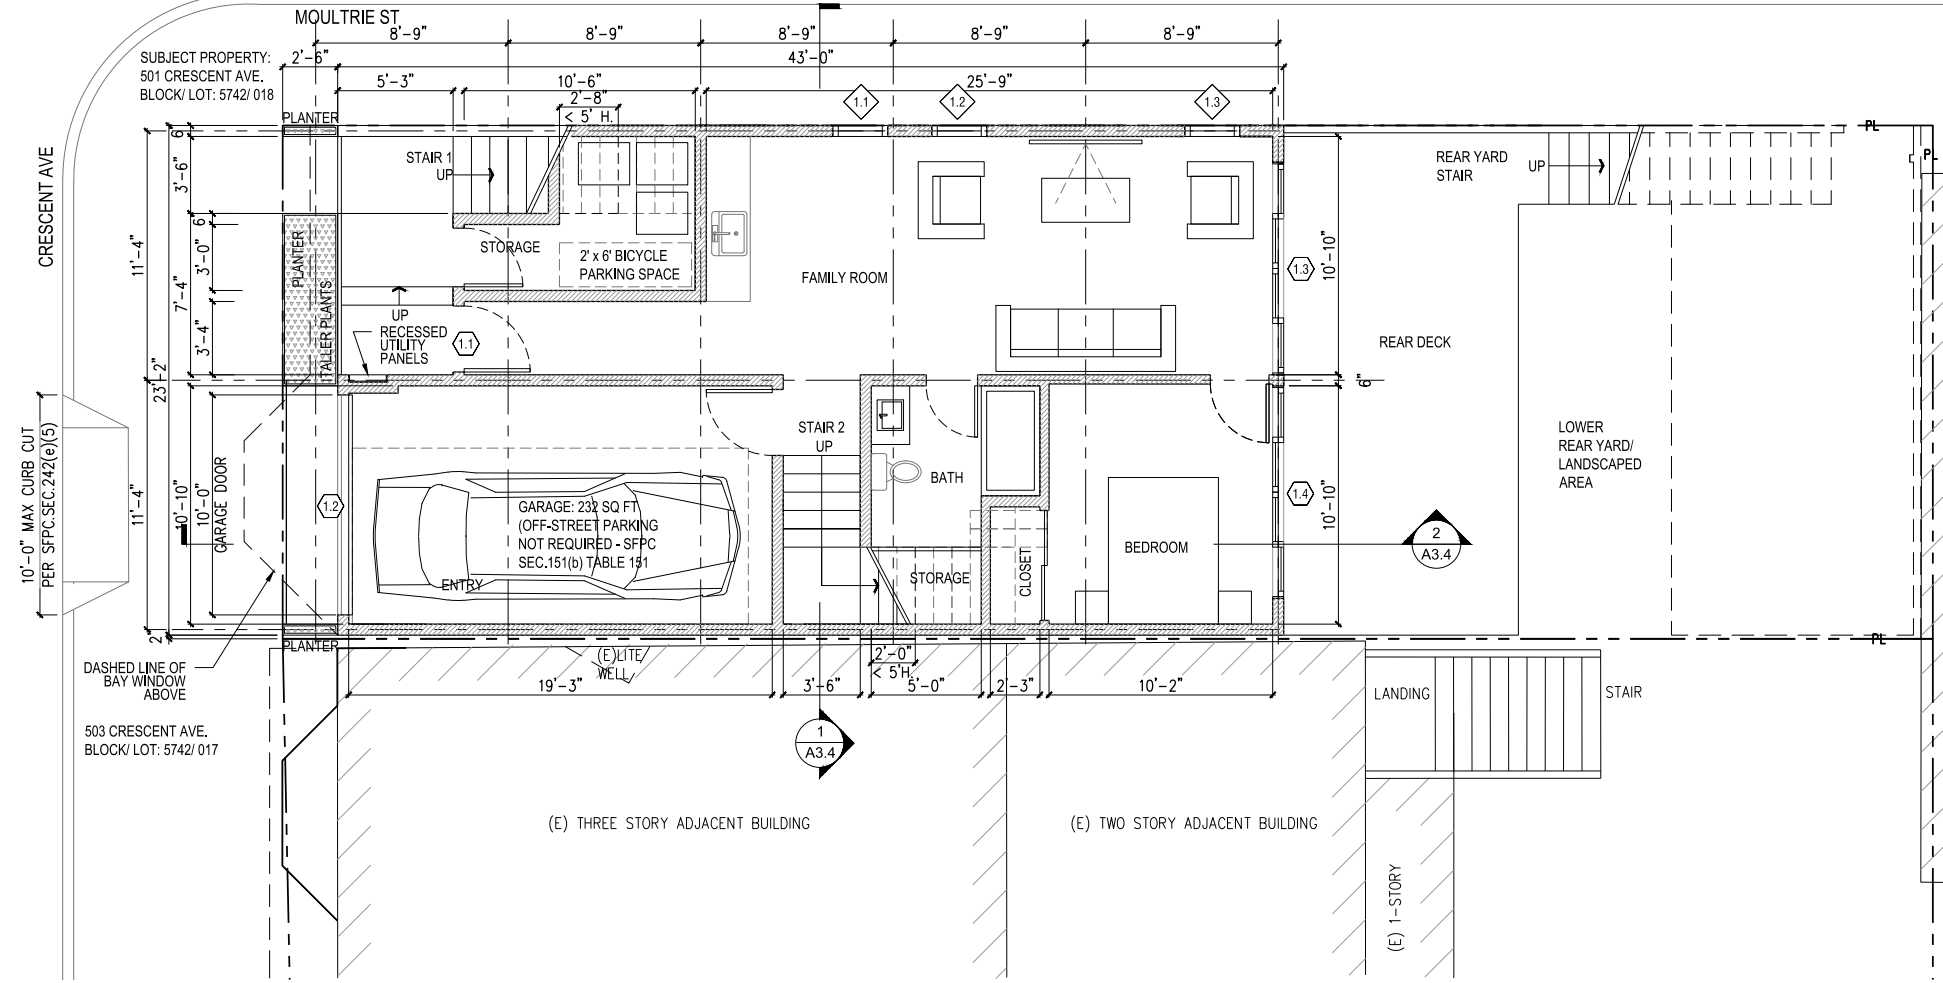 MOULTRIE ST
8'-9"
8'-9"
8'-9"
8'-9"
8'-9"
SUBJECT PROPERTY:
501 CRESCENT AVE.
BLOCK/ LOT: 5742/ 018
2'-6"
43'-0"
5'-3"
10'-6"
25'-9"
2'-8"
< 5' H.
1.1
1.2
1.3
PLANTER
CRESCENT AVE
6"
3'-6"
11'-4"
6"
3'-0"
7'-4"
3'-4"
23'-2"
STAIR 1
UP
STORAGE
2' x 6' BICYCLE
PARKING SPACE
FAMILY ROOM
PLANTER
TALLER PLANTS
UP
RECESSED
UTILITY
PANELS
1.1
1.3
10'-10"
6"
REAR YARD
STAIR
UP
PL
PL
REAR DECK
LOWER
REAR YARD/
LANDSCAPED
AREA
10'-0" MAX CURB CUT
PER SFPC.SEC.242(e)(5)
11'-4"
10'-10"
10'-0"
GARAGE DOOR
2"
1.2
GARAGE: 232 SQ FT
(OFF-STREET PARKING
NOT REQUIRED - SFPC
SEC.151(b) TABLE 151
ENTRY
STAIR 2
UP
BATH
STORAGE
CLOSET
BEDROOM
1.4
10'-10"
2
A3.4
PLANTER
DASHED LINE OF
BAY WINDOW
ABOVE
(E)LITE
WELL
2'-0"
< 5'H.
19'-3"
3'-6"
5'-0"
2'-3"
10'-2"
PL
LANDING
STAIR
503 CRESCENT AVE.
BLOCK/ LOT: 5742/ 017
1
A3.4
(E) THREE STORY ADJACENT BUILDING
(E) TWO STORY ADJACENT BUILDING
(E) 1-STORY